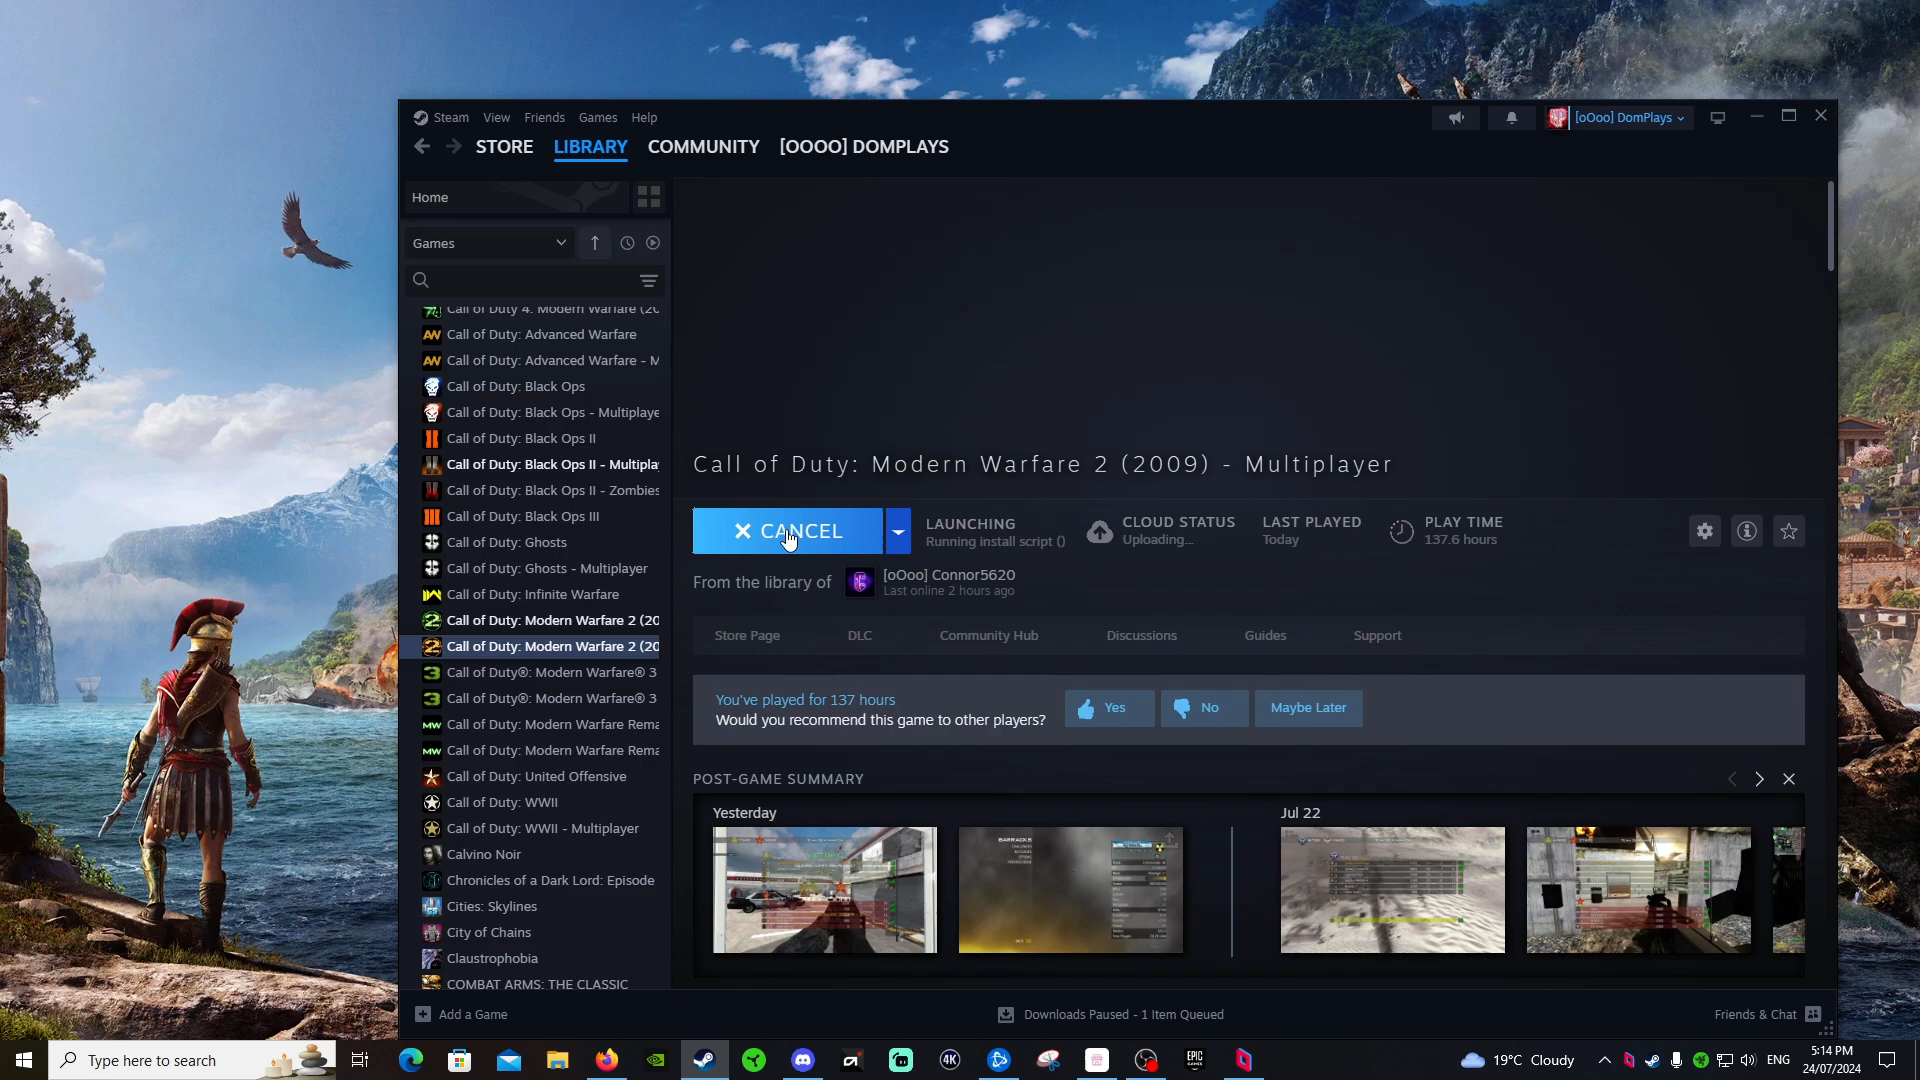 Steam View Friends Games Help
[oOoo] DomPlays
STORE LIBRARY COMMUNITY [OOOO] DOMPLAYS
Home
Games
Call of Duty 4: Modern Warfare (20
Call of Duty: Advanced Warfare
Call of Duty: Advanced Warfare - M
Call of Duty: Black Ops
Call of Duty: Black Ops - Multiplaye
Call of Duty: Black Ops II
Call of Duty: Black Ops II - Multipla
Call of Duty: Black Ops II - Zombies
Call of Duty: Black Ops III
Call of Duty: Ghosts
Call of Duty: Ghosts - Multiplayer
Call of Duty: Infinite Warfare
Call of Duty: Modern Warfare 2 (20
Call of Duty: Modern Warfare 2 (20
Call of Duty®: Modern Warfare® 3
Call of Duty®: Modern Warfare® 3
Call of Duty: Modern Warfare Rema
Call of Duty: Modern Warfare Rema
Call of Duty: United Offensive
Call of Duty: WWII
Call of Duty: WWII - Multiplayer
Calvino Noir
Chronicles of a Dark Lord: Episode
Cities: Skylines
City of Chains
Claustrophobia
COMBAT ARMS: THE CLASSIC
Call of Duty: Modern Warfare 2 (2009) - Multiplayer
CANCEL
LAUNCHING
Running install script ()
CLOUD STATUS
Uploading...
LAST PLAYED
Today
PLAY TIME
137.6 hours
From the library of
[oOoo] Connor5620
Last online 2 hours ago
Store Page DLC Community Hub Discussions Guides Support
You've played for 137 hours
Would you recommend this game to other players?
Yes No Maybe Later
POST-GAME SUMMARY
Yesterday
Jul 22
BARRACKS
Add a Game
Downloads Paused - 1 Item Queued
Friends & Chat
Type here to search
4K
EPIC GAMES
19°C Cloudy
ENG
5:14 PM
24/07/2024